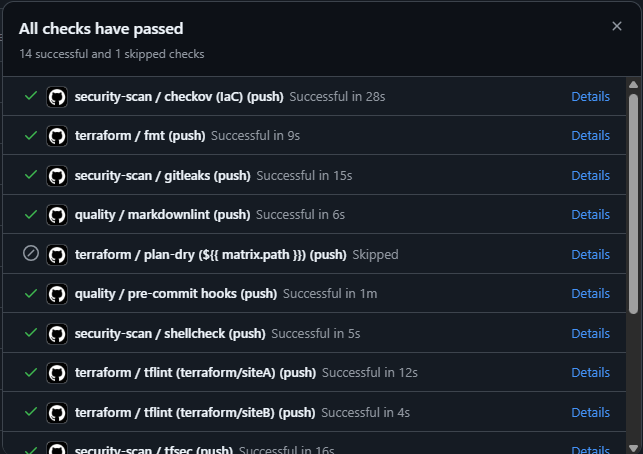 All checks have passed
14 successful and 1 skipped checks
security-scan / checkov (IaC) (push) Successful in 28s Details
terraform / fmt (push) Successful in 9s Details
security-scan / gitleaks (push) Successful in 15s Details
quality / markdownlint (push) Successful in 6s Details
terraform / plan-dry (${{ matrix.path }}) (push) Skipped Details
quality / pre-commit hooks (push) Successful in 1m Details
security-scan / shellcheck (push) Successful in 5s Details
terraform / tflint (terraform/siteA) (push) Successful in 12s Details
terraform / tflint (terraform/siteB) (push) Successful in 4s Details
security-scan / tfsec (push) Successful in 16s Details